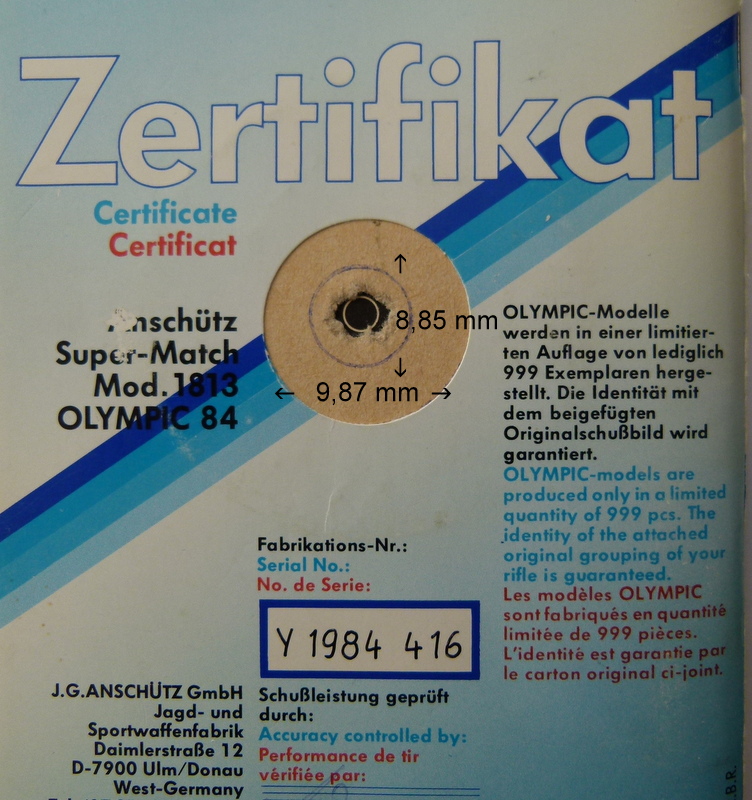 Zertifikat
Certificate
Certificat
Anschütz
Super-Match
Mod. 1813
OLYMPIC 84
8,85 mm
← 9,87 mm →
OLYMPIC-Modelle
werden in einer limitier-
ten Auflage von lediglich
999 Exemplaren herge-
stellt. Die Identität mit
dem beigefügten
Originalschußbild wird
garantiert.
OLYMPIC-models are
produced only in a limited
quantity of 999 pcs. The
identity of the attached
original grouping of your
rifle is guaranteed.
Les modèles OLYMPIC
sont fabriqués en quantité
limitée de 999 pièces.
L'identité est garantie par
le carton original ci-joint.
Fabrikations-Nr.:
Serial No.:
No. de Serie:
Y 1984 416
J.G.ANSCHÜTZ GmbH
Jagd- und
Sportwaffenfabrik
Daimlerstraße 12
D-7900 Ulm/Donau
West-Germany
Schußleistung geprüft
durch:
Accuracy controlled by:
Performance de tir
vérifiée par: